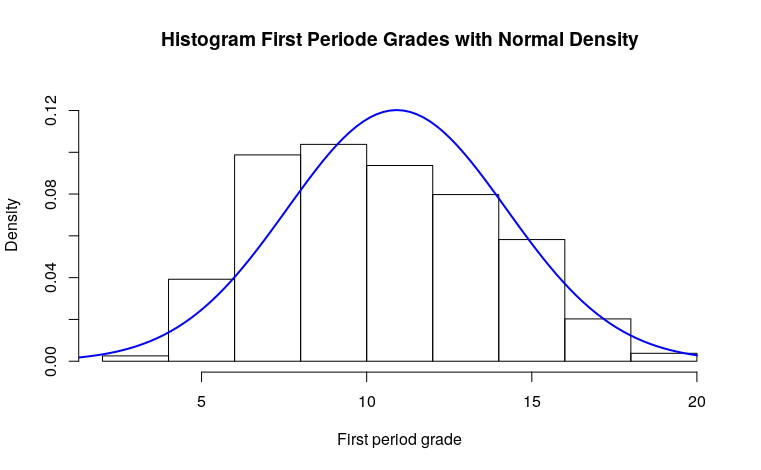 Histogram First Periode Grades with Normal Density
0.12
0.08
0.04
0.00
Density
5 10 15 20
First period grade